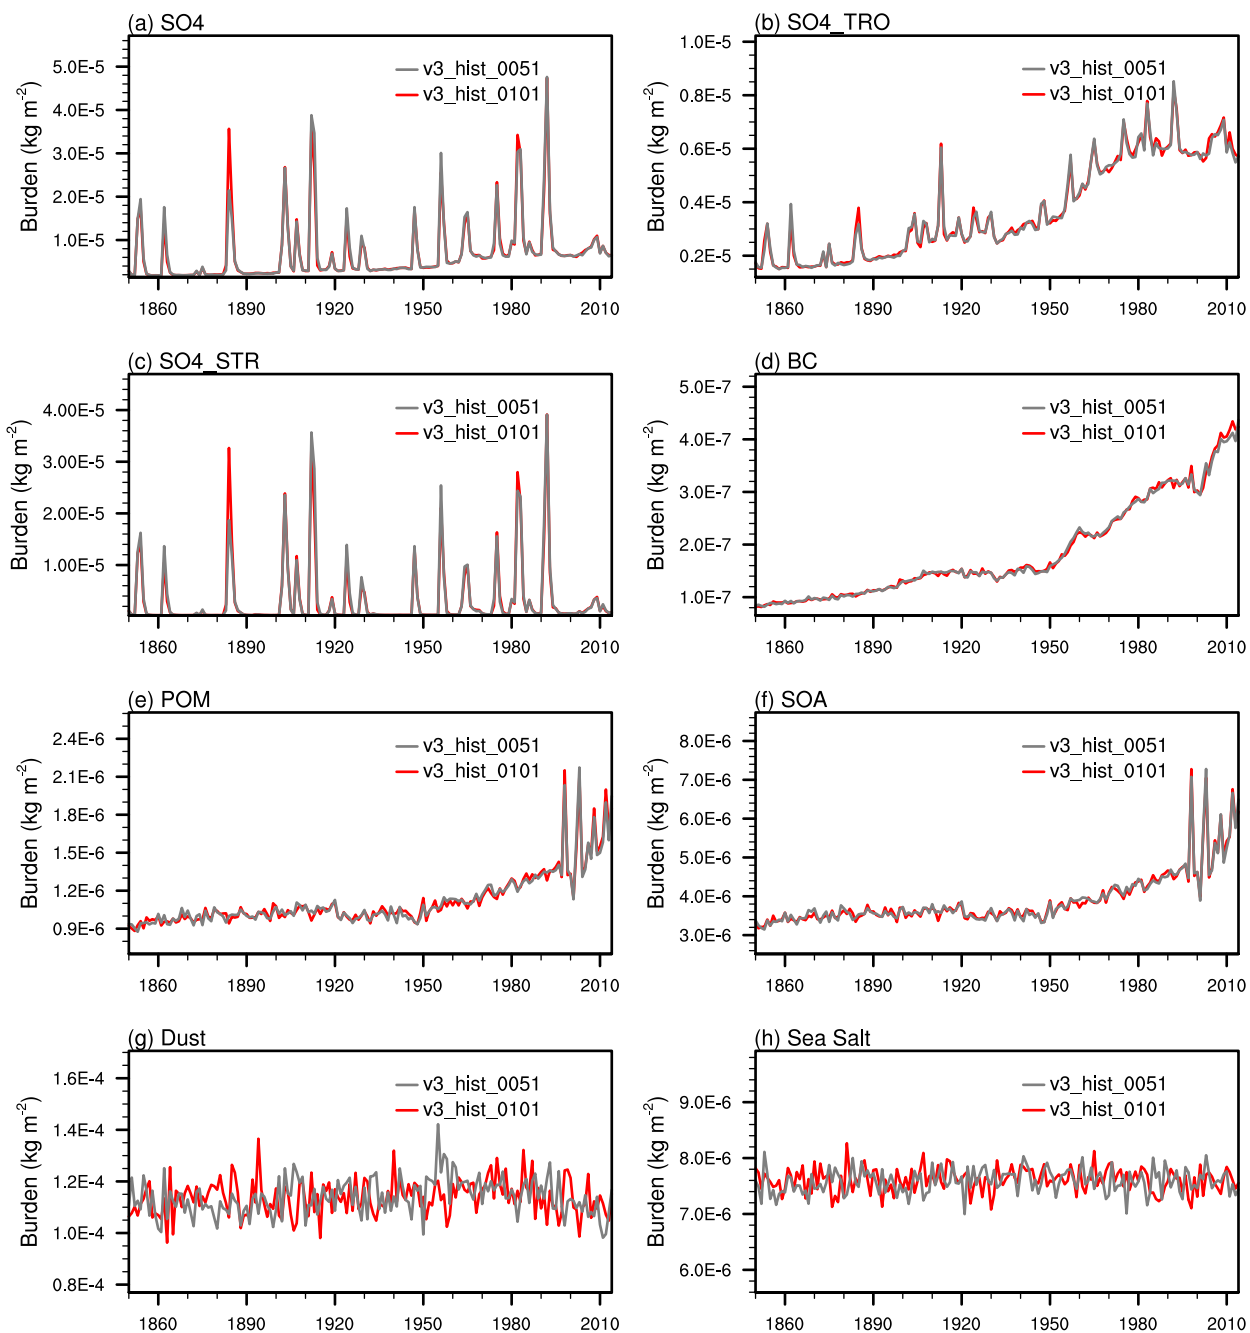 (a) SO4
Burden (kg m-2)
5.0E-5
4.0E-5
3.0E-5
2.0E-5
1.0E-5
v3_hist_0051
v3_hist_0101
1860 1890 1920 1950 1980 2010
(b) SO4_TRO
Burden (kg m-2)
1.0E-5
0.8E-5
0.6E-5
0.4E-5
0.2E-5
v3_hist_0051
v3_hist_0101
1860 1890 1920 1950 1980 2010
(c) SO4_STR
Burden (kg m-2)
4.00E-5
3.00E-5
2.00E-5
1.00E-5
v3_hist_0051
v3_hist_0101
1860 1890 1920 1950 1980 2010
(d) BC
Burden (kg m-2)
5.0E-7
4.0E-7
3.0E-7
2.0E-7
1.0E-7
v3_hist_0051
v3_hist_0101
1860 1890 1920 1950 1980 2010
(e) POM
Burden (kg m-2)
2.4E-6
2.1E-6
1.8E-6
1.5E-6
1.2E-6
0.9E-6
v3_hist_0051
v3_hist_0101
1860 1890 1920 1950 1980 2010
(f) SOA
Burden (kg m-2)
8.0E-6
7.0E-6
6.0E-6
5.0E-6
4.0E-6
3.0E-6
v3_hist_0051
v3_hist_0101
1860 1890 1920 1950 1980 2010
(g) Dust
Burden (kg m-2)
1.6E-4
1.4E-4
1.2E-4
1.0E-4
0.8E-4
v3_hist_0051
v3_hist_0101
1860 1890 1920 1950 1980 2010
(h) Sea Salt
Burden (kg m-2)
9.0E-6
8.0E-6
7.0E-6
6.0E-6
v3_hist_0051
v3_hist_0101
1860 1890 1920 1950 1980 2010